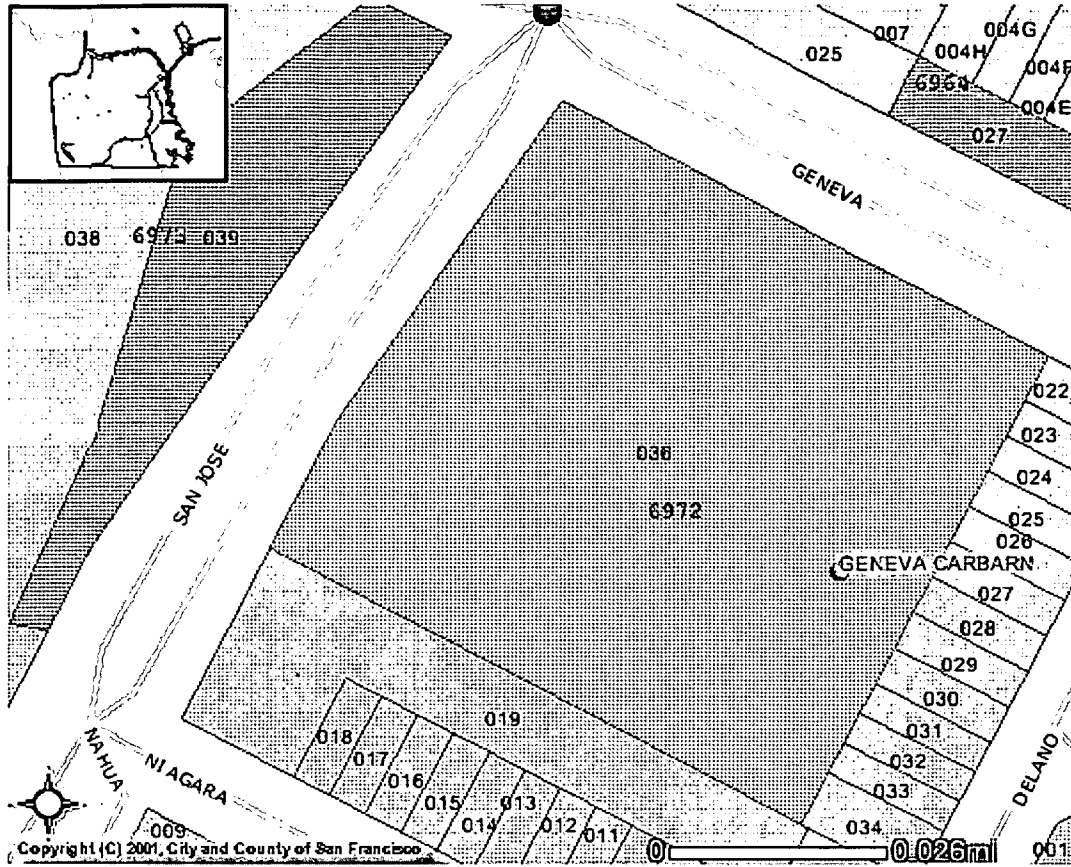 007
004G
.025
004H
004F
6964
004E
027
GENEVA
038
6973
039
022
023
036
024
SAN JOSE
6972
025
026
GENEVA CARBARN
027
028
029
030
019
031
018
NAHUA
017
032
NIAGARA
016
033
DELANO
015
013
009
014
012
011
034
Copyright (C) 2001, City and County of San Francisco
0
0.026mi
001